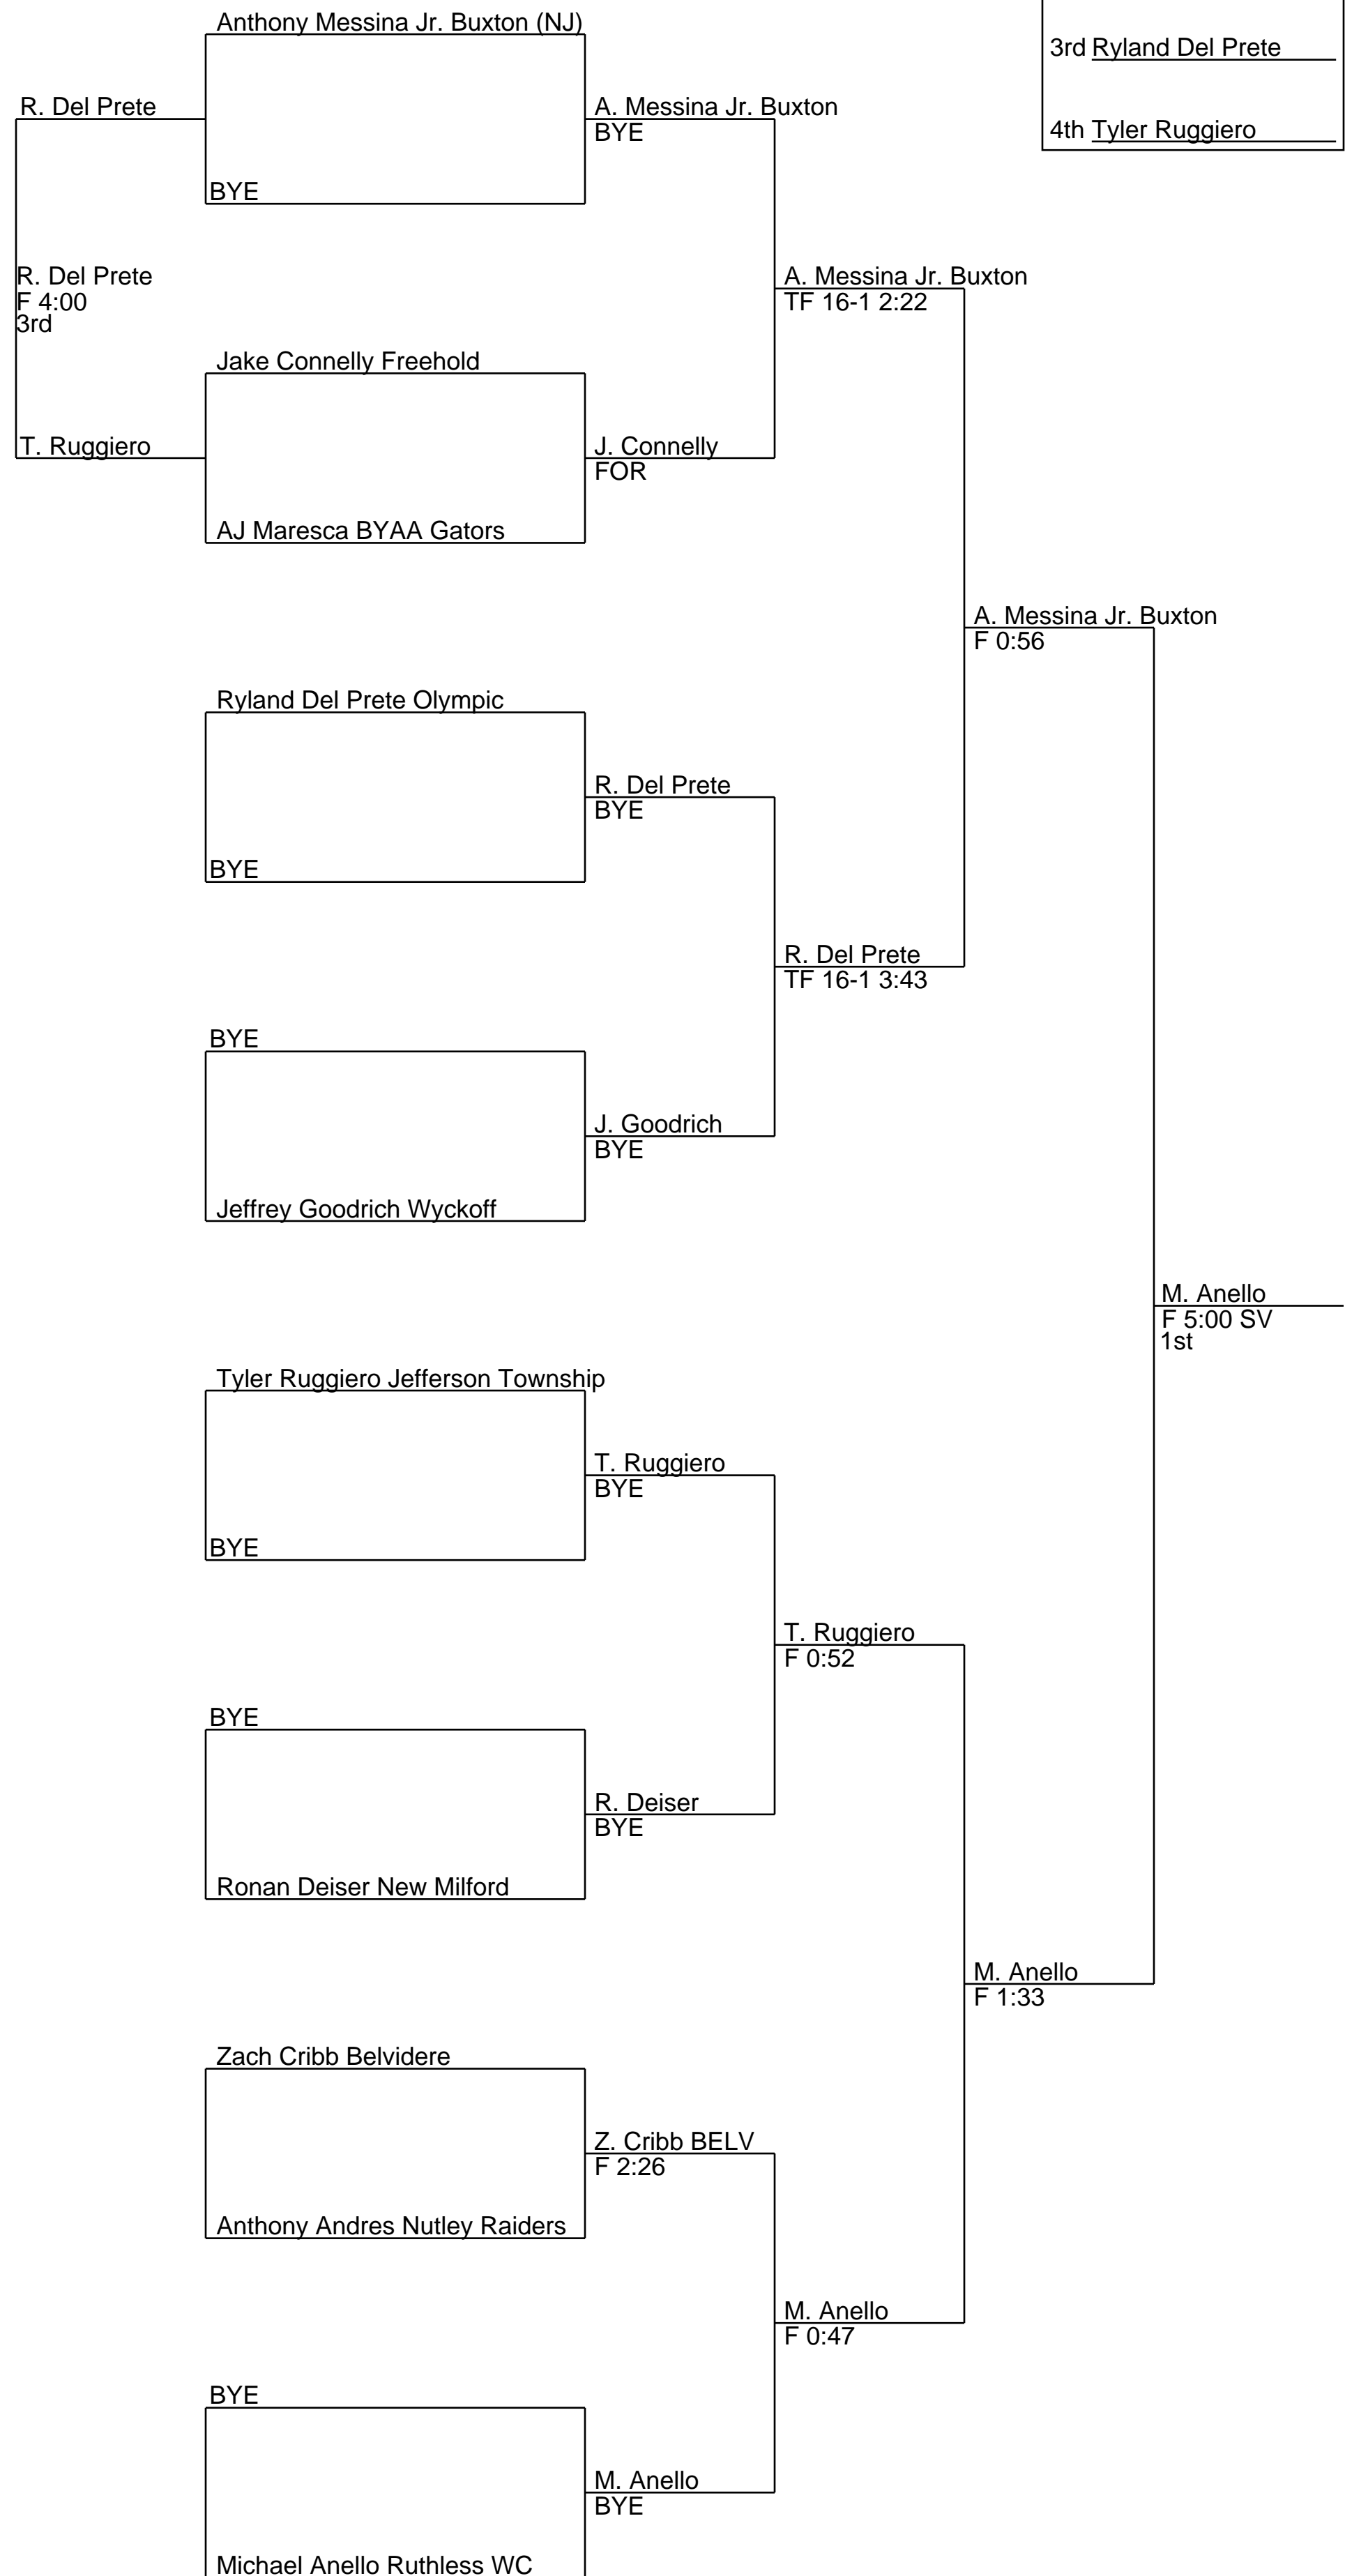 Anthony Messina Jr. Buxton (NJ)
3rd Ryland Del Prete
R. Del Prete
A. Messina Jr. Buxton
BYE
4th Tyler Ruggiero
BYE
R. Del Prete
F 4:00
3rd
A. Messina Jr. Buxton
TF 16-1 2:22
Jake Connelly Freehold
T. Ruggiero
J. Connelly
FOR
AJ Maresca BYAA Gators
A. Messina Jr. Buxton
F 0:56
Ryland Del Prete Olympic
R. Del Prete
BYE
BYE
R. Del Prete
TF 16-1 3:43
BYE
J. Goodrich
BYE
Jeffrey Goodrich Wyckoff
M. Anello
F 5:00 SV
1st
Tyler Ruggiero Jefferson Township
T. Ruggiero
BYE
BYE
T. Ruggiero
F 0:52
BYE
R. Deiser
BYE
Ronan Deiser New Milford
M. Anello
F 1:33
Zach Cribb Belvidere
Z. Cribb BELV
F 2:26
Anthony Andres Nutley Raiders
M. Anello
F 0:47
BYE
M. Anello
BYE
Michael Anello Ruthless WC